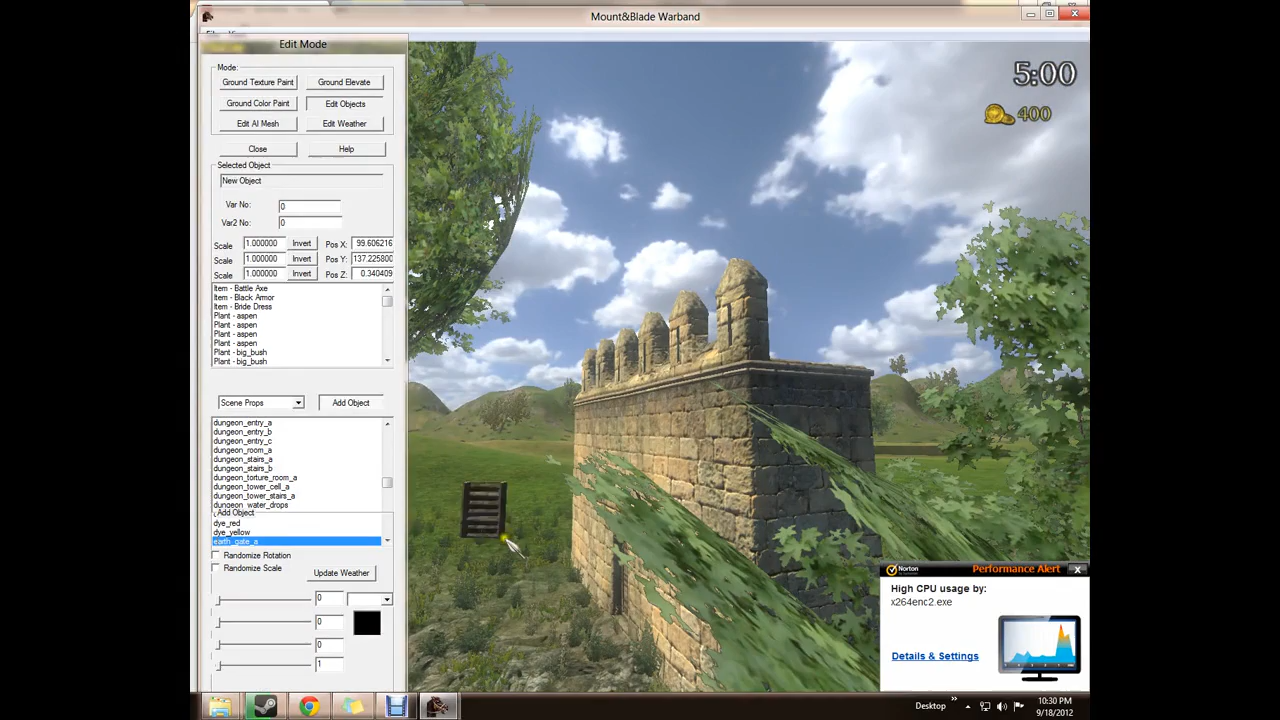 Mount&Blade Warband
Edit Mode
Mode:
Ground Texture Paint
Ground Elevate
Ground Color Paint
Edit Objects
Edit AI Mesh
Edit Weather
Close
Help
Selected Object
New Object
Var No: 0
Var2 No: 0
Scale 1.000000 Invert Pos X: 99.606216
Scale 1.000000 Invert Pos Y: 137.225800
Scale 1.000000 Invert Pos Z: 0.340409
Item - Battle Axe
Item - Black Armor
Item - Bride Dress
Plant - aspen
Plant - aspen
Plant - aspen
Plant - aspen
Plant - big_bush
Plant - big_bush
Scene Props
Add Object
dungeon_entry_a
dungeon_entry_b
dungeon_entry_c
dungeon_room_a
dungeon_stairs_a
dungeon_stairs_b
dungeon_torture_room_a
dungeon_tower_cell_a
dungeon_tower_stairs_a
dungeon_water_drops
Add Object
dye_red
dye_yellow
earth_gate_a
Randomize Rotation
Randomize Scale
Update Weather
0
0
0
1
5:00
400
Norton
Performance Alert
High CPU usage by:
x264enc2.exe
Details & Settings
Desktop
10:30 PM
9/18/2012